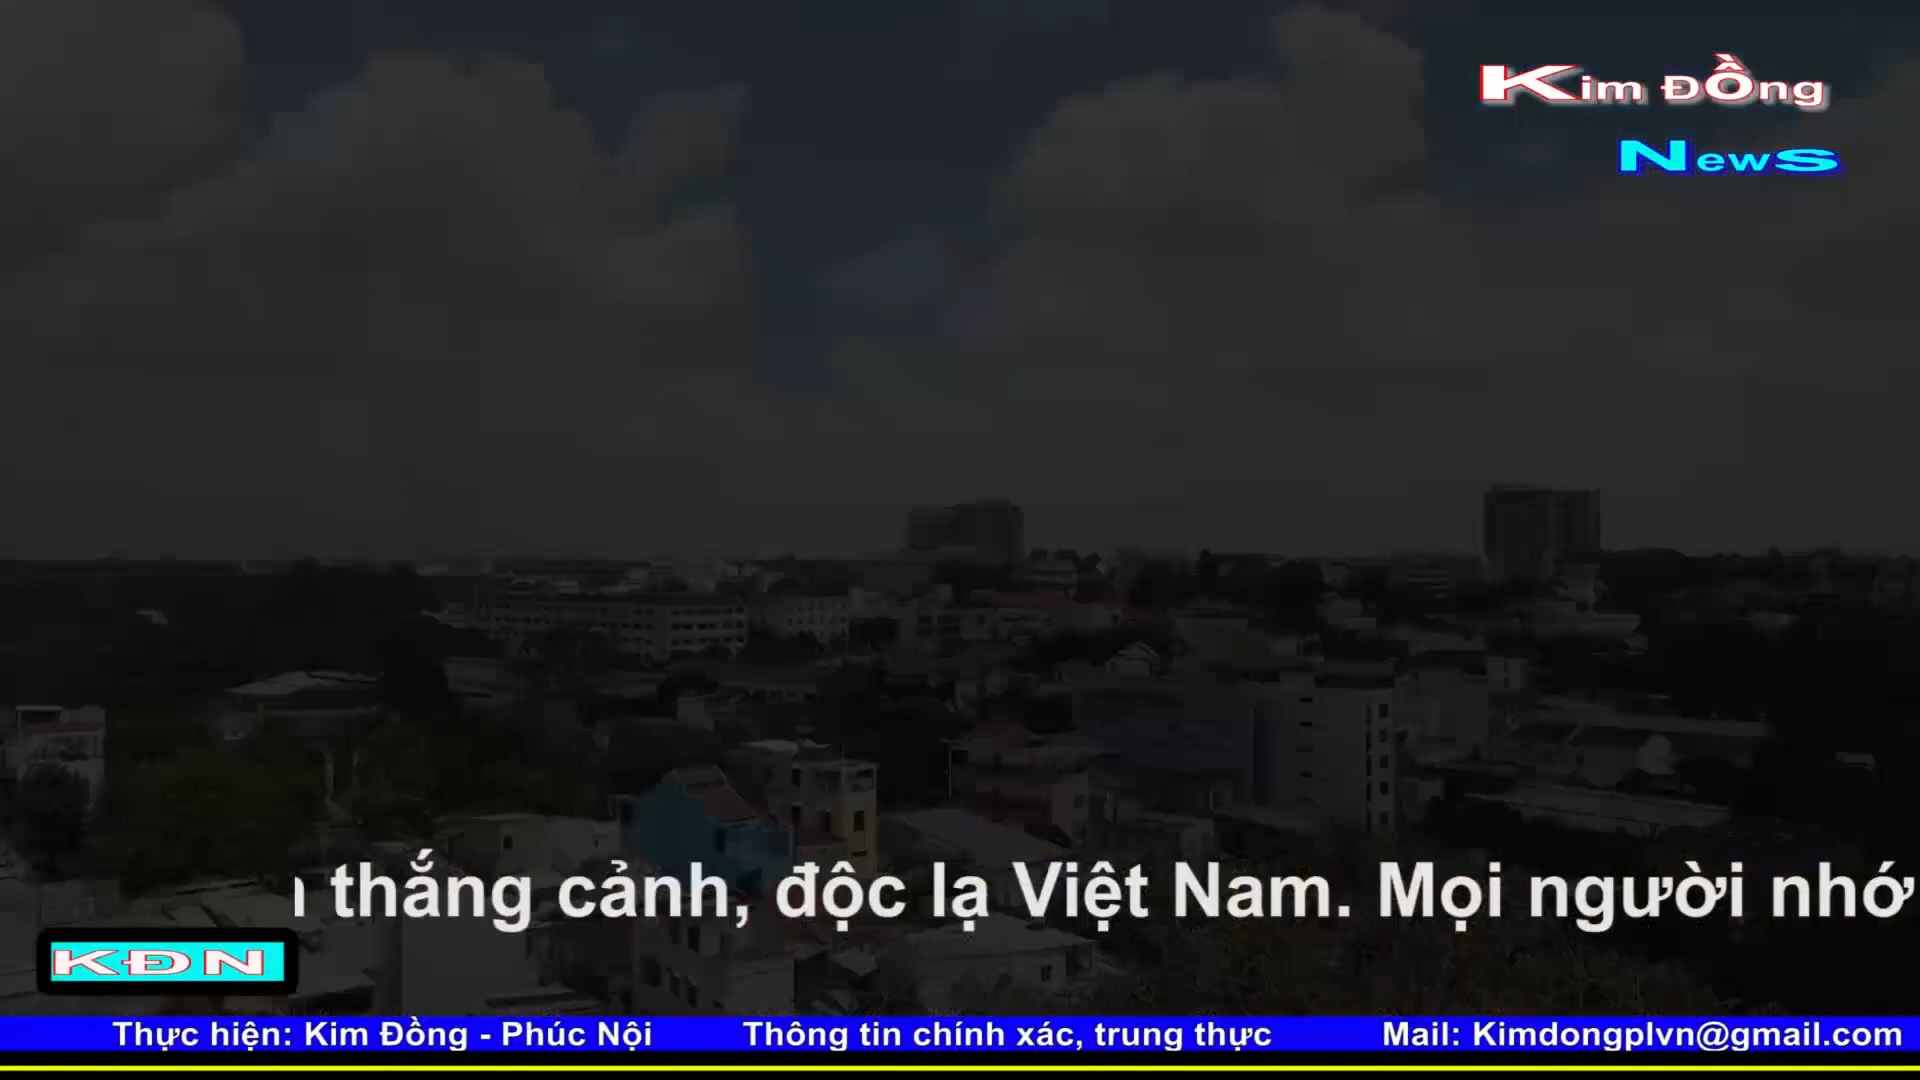 Kim Đồng
News
thắng cảnh, độc lạ Việt Nam. Mọi người nhớ
KĐN
Thực hiện: Kim Đồng - Phúc Nội Thông tin chính xác, trung thực Mail: Kimdongplvn@gmail.com